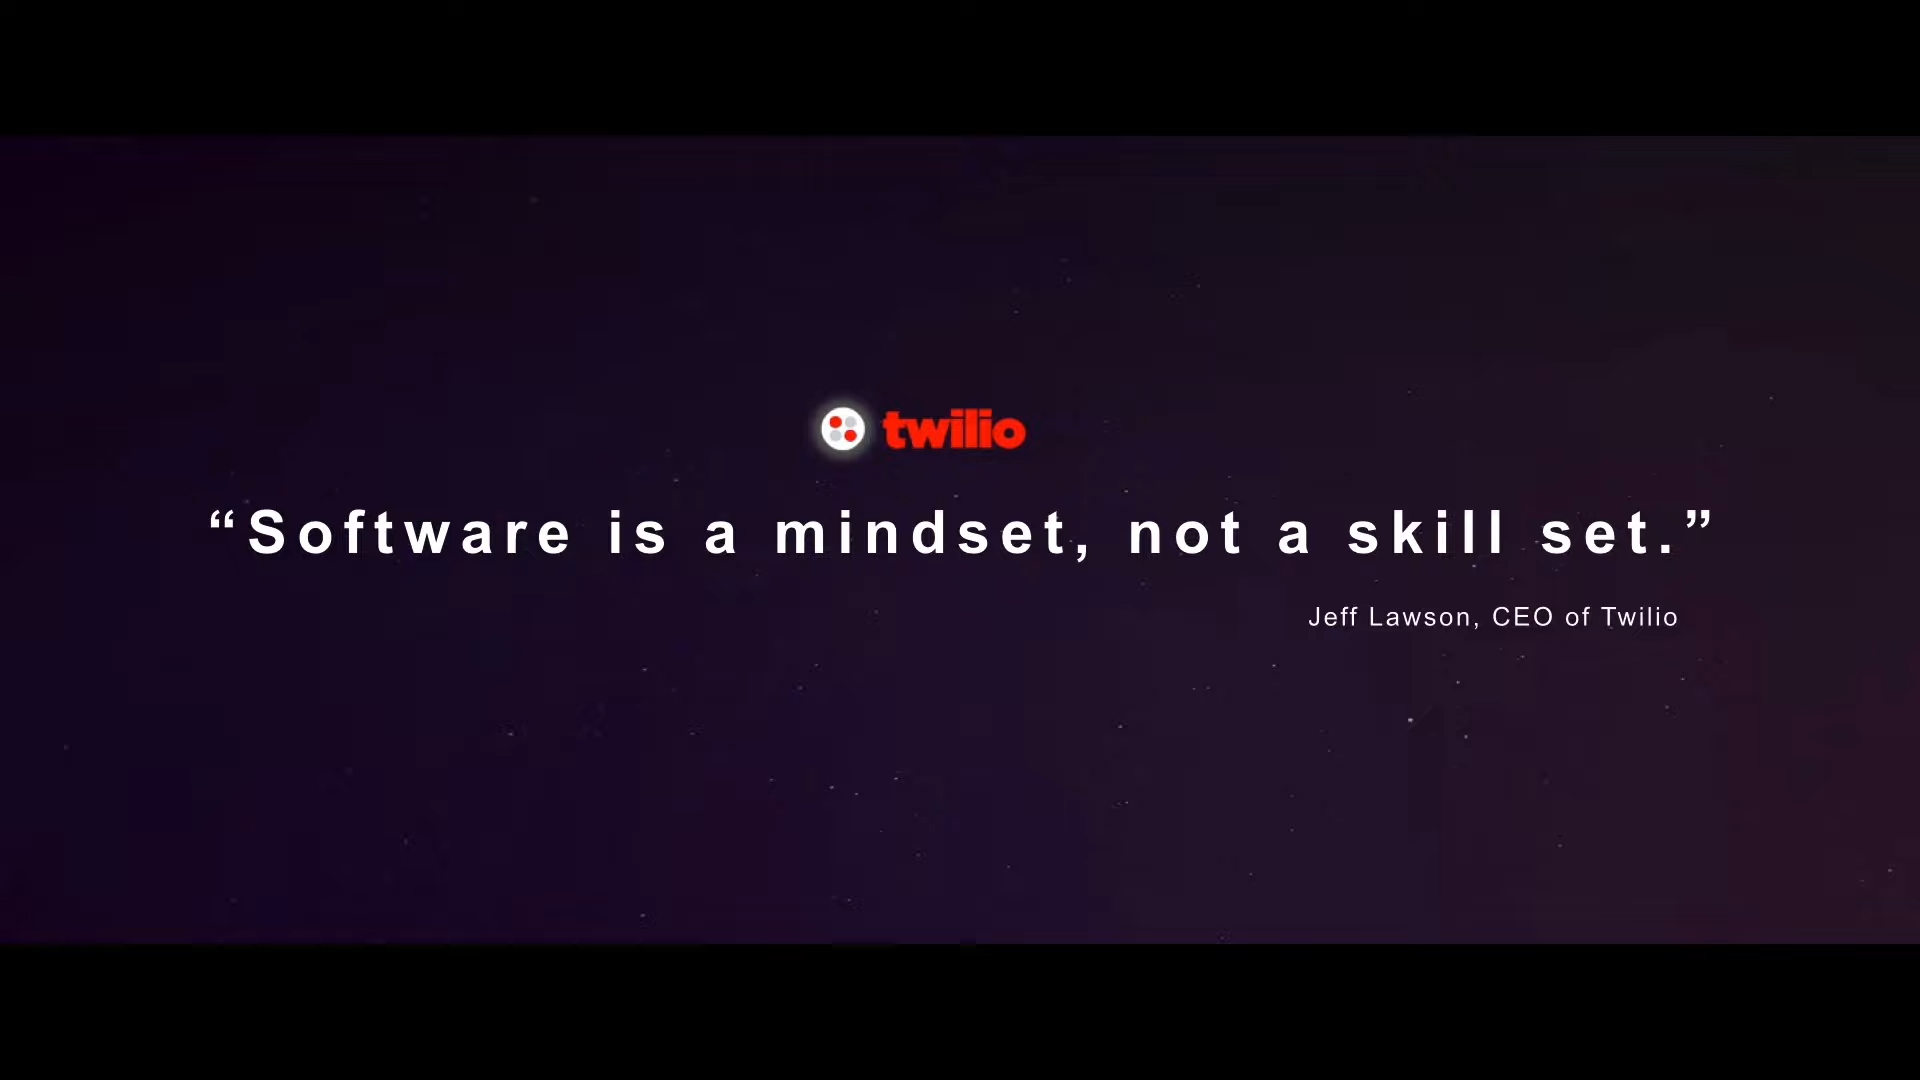 twilio
“Software is a mindset, not a skill set.”
Jeff Lawson, CEO of Twilio